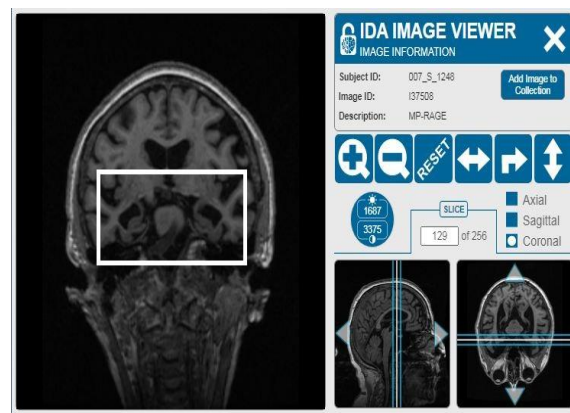 IDA IMAGE VIEWER
IMAGE INFORMATION
Subject ID: 007_S_1248
Image ID: I37508
Description: MP-RAGE
Add Image to
Collection
RESET
1687
3375
SLICE
129 of 256
Axial
Sagittal
Coronal